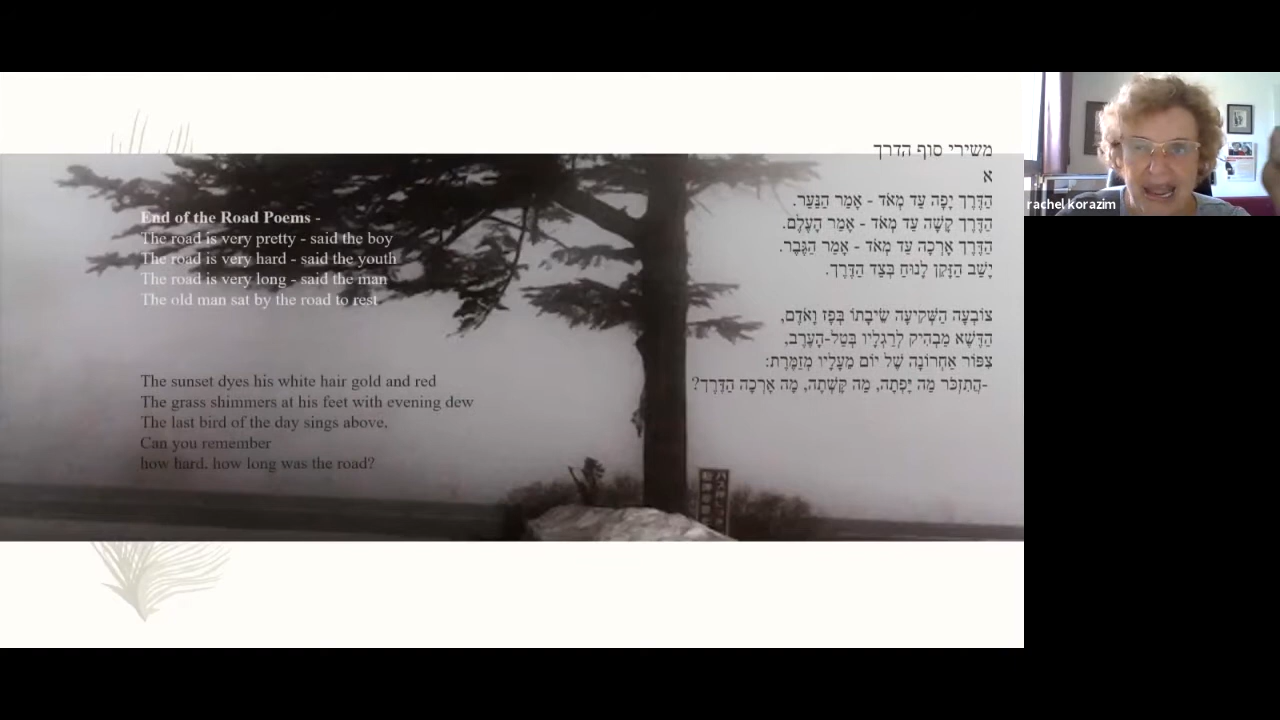 End of the Road Poems -
The road is very pretty - said the boy
The road is very hard - said the youth
The road is very long - said the man
The old man sat by the road to rest
The sunset dyes his white hair gold and red
The grass shimmers at his feet with evening dew
The last bird of the day sings above,
Can you remember
how hard, how long was the road?
משירי סוף הדרך
א
הַדֶּרֶךְ יָפָה עַד מְאֹד - אָמַר הַנַּעַר.
הַדֶּרֶךְ קָשָׁה עַד מְאֹד - אָמַר הָעֶלֶם.
הַדֶּרֶךְ אָרְכָה עַד מְאֹד - אָמַר הַגֶּבֶר.
יָשַׁב הַזָּקֵן לָנוּחַ בְּצַד הַדֶּרֶךְ.
צוֹבְעָה הַשְּׁקִיעָה שֵׂיבָתוֹ בְּפָז וָאֹדֶם,
הַדֶּשֶׁא מַבְהִיק לְרַגְלָיו בְּטַל-הָעֶרֶב,
צִפּוֹר אַחְרוֹנָה שֶׁל יוֹם מֵעָלָיו מְזַמֶּרֶת:
-הֲתִזְכֹּר מַה יָּפְתָה, מַה קָּשְׁתָה, מָה אָרְכָה הַדֶּרֶךְ?
rachel korazim